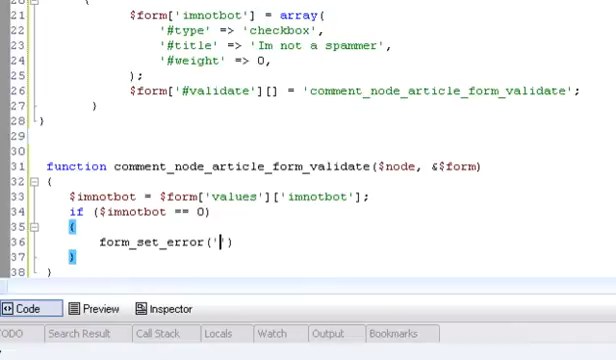 20 {
21 $form['imnotbot'] = array(
22 '#type' => 'checkbox',
23 '#title' => 'Im not a spammer',
24 '#weight' => 0,
25 );
26 $form['#validate'][] = 'comment_node_article_form_validate';
27 }
28 }
29
30
31 function comment_node_article_form_validate($node, &$form)
32 {
33 $imnotbot = $form['values']['imnotbot'];
34 if ($imnotbot == 0)
35 {
36 form_set_error('')
37 }
38 }
Code Preview Inspector
TODO Search Result Call Stack Locals Watch Output Bookmarks